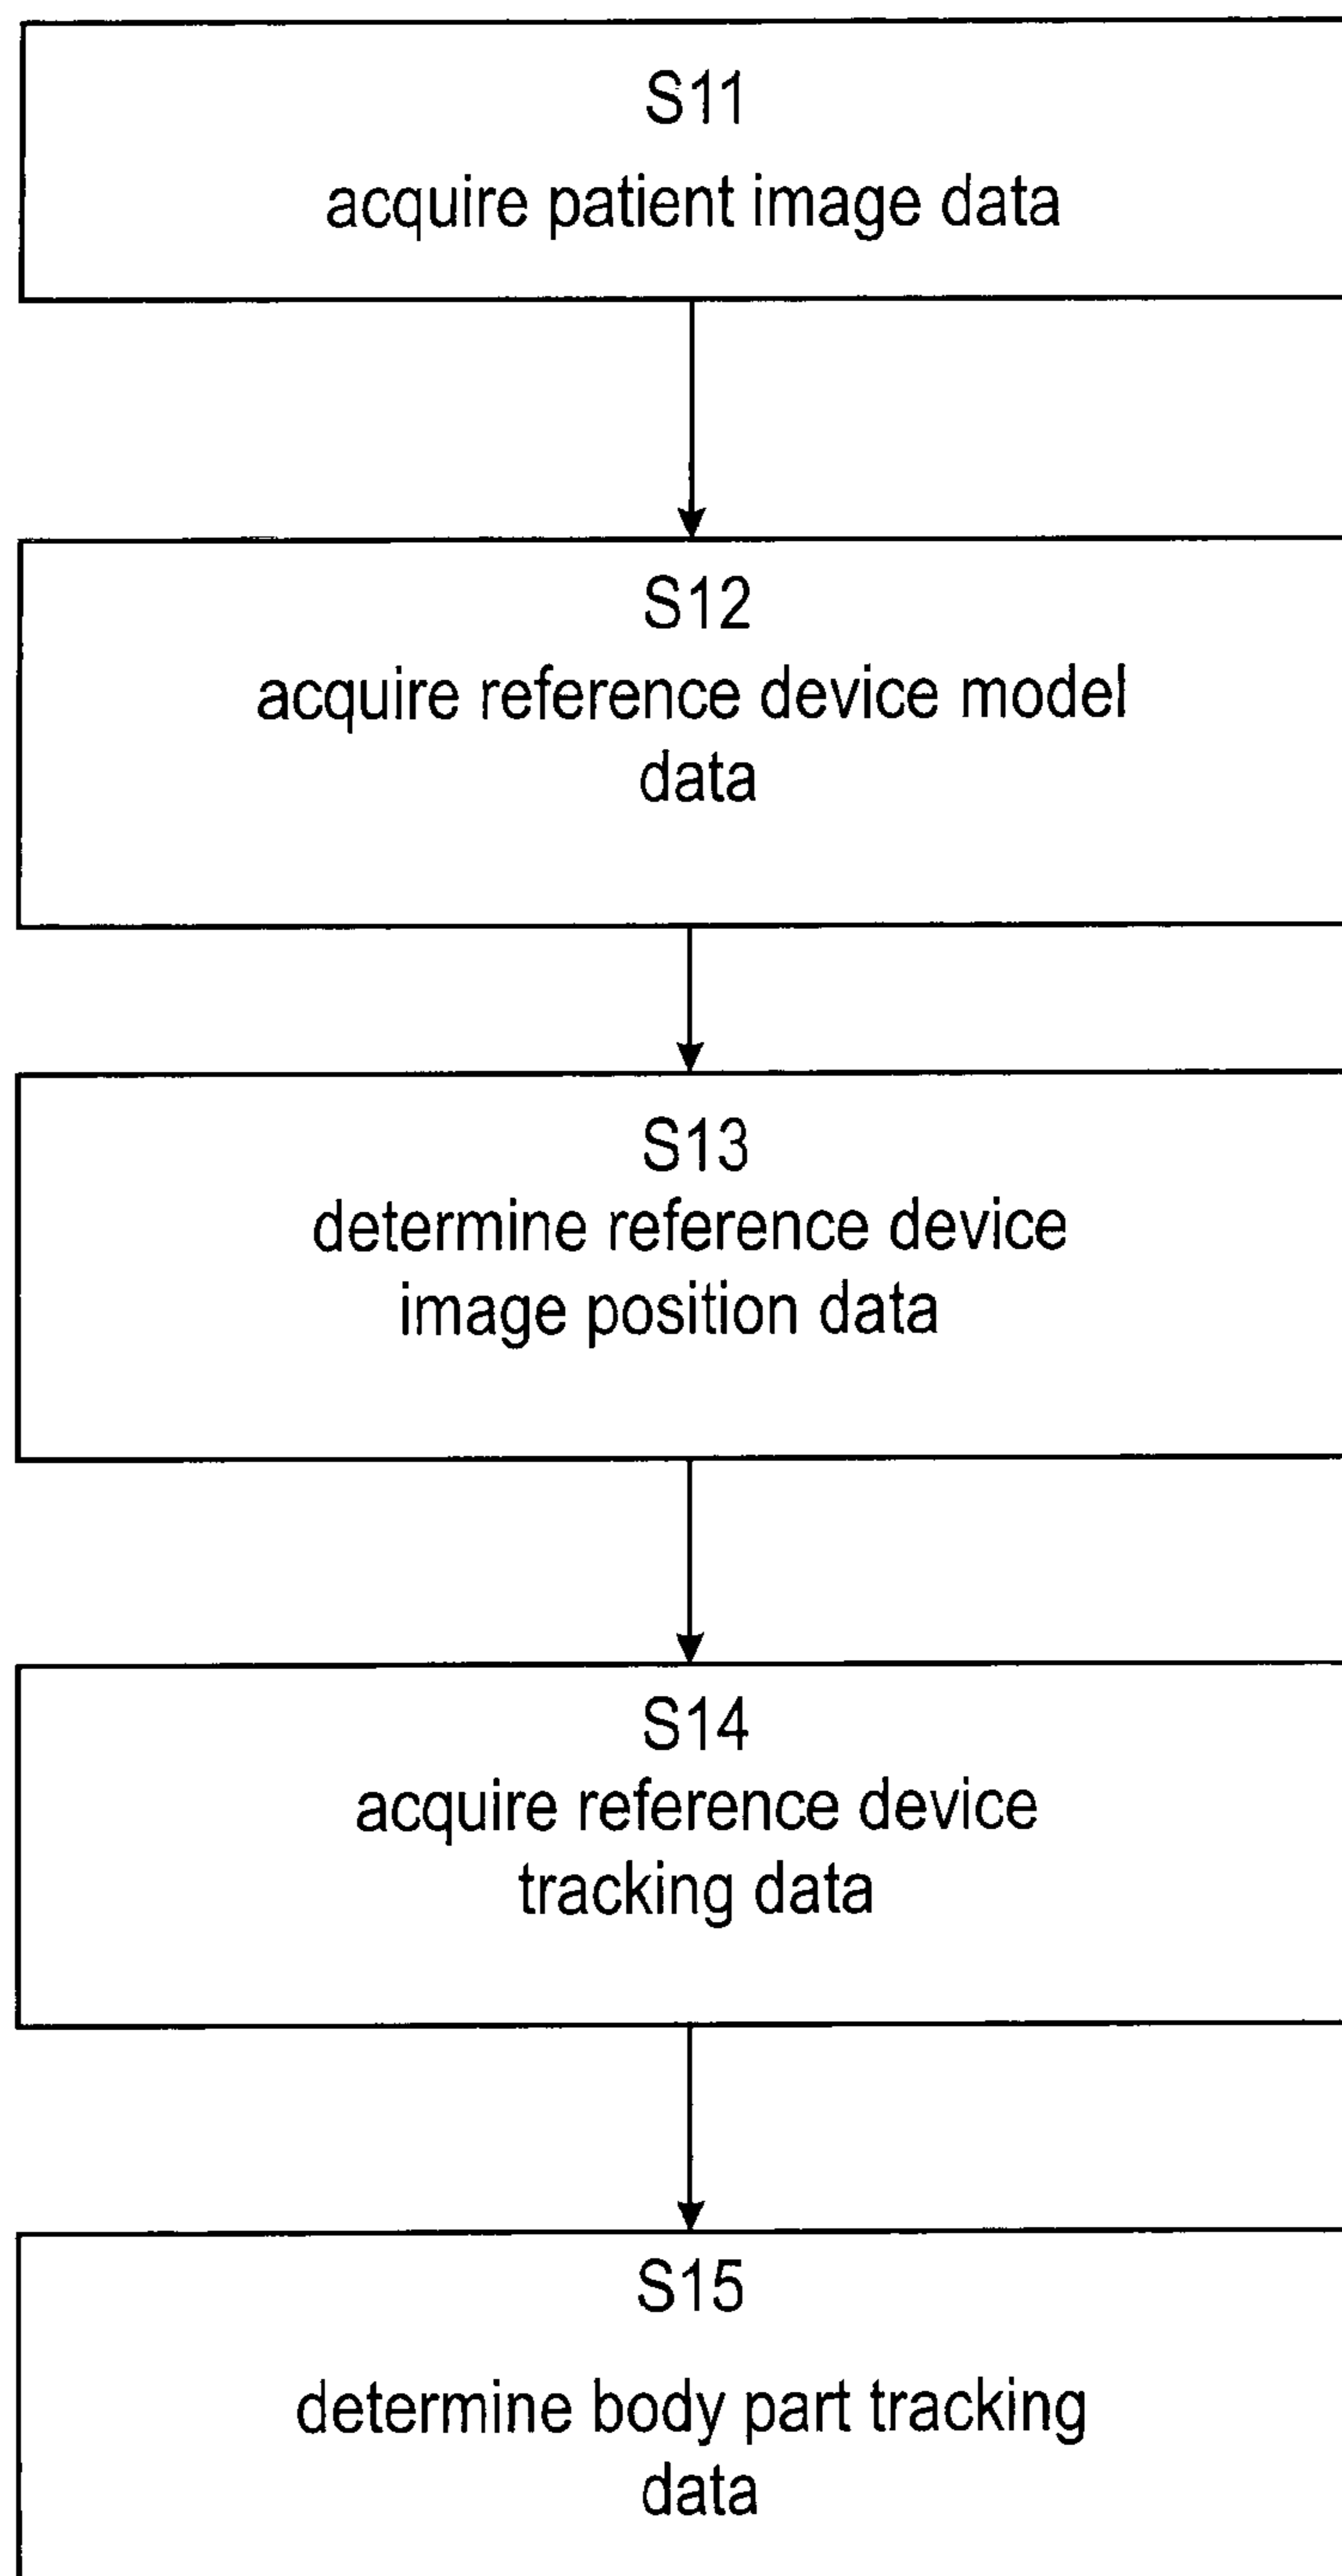 S11
acquire patient image data
S12
acquire reference device model
data
S13
determine reference device
image position data
S14
acquire reference device
tracking data
S15
determine body part tracking
data